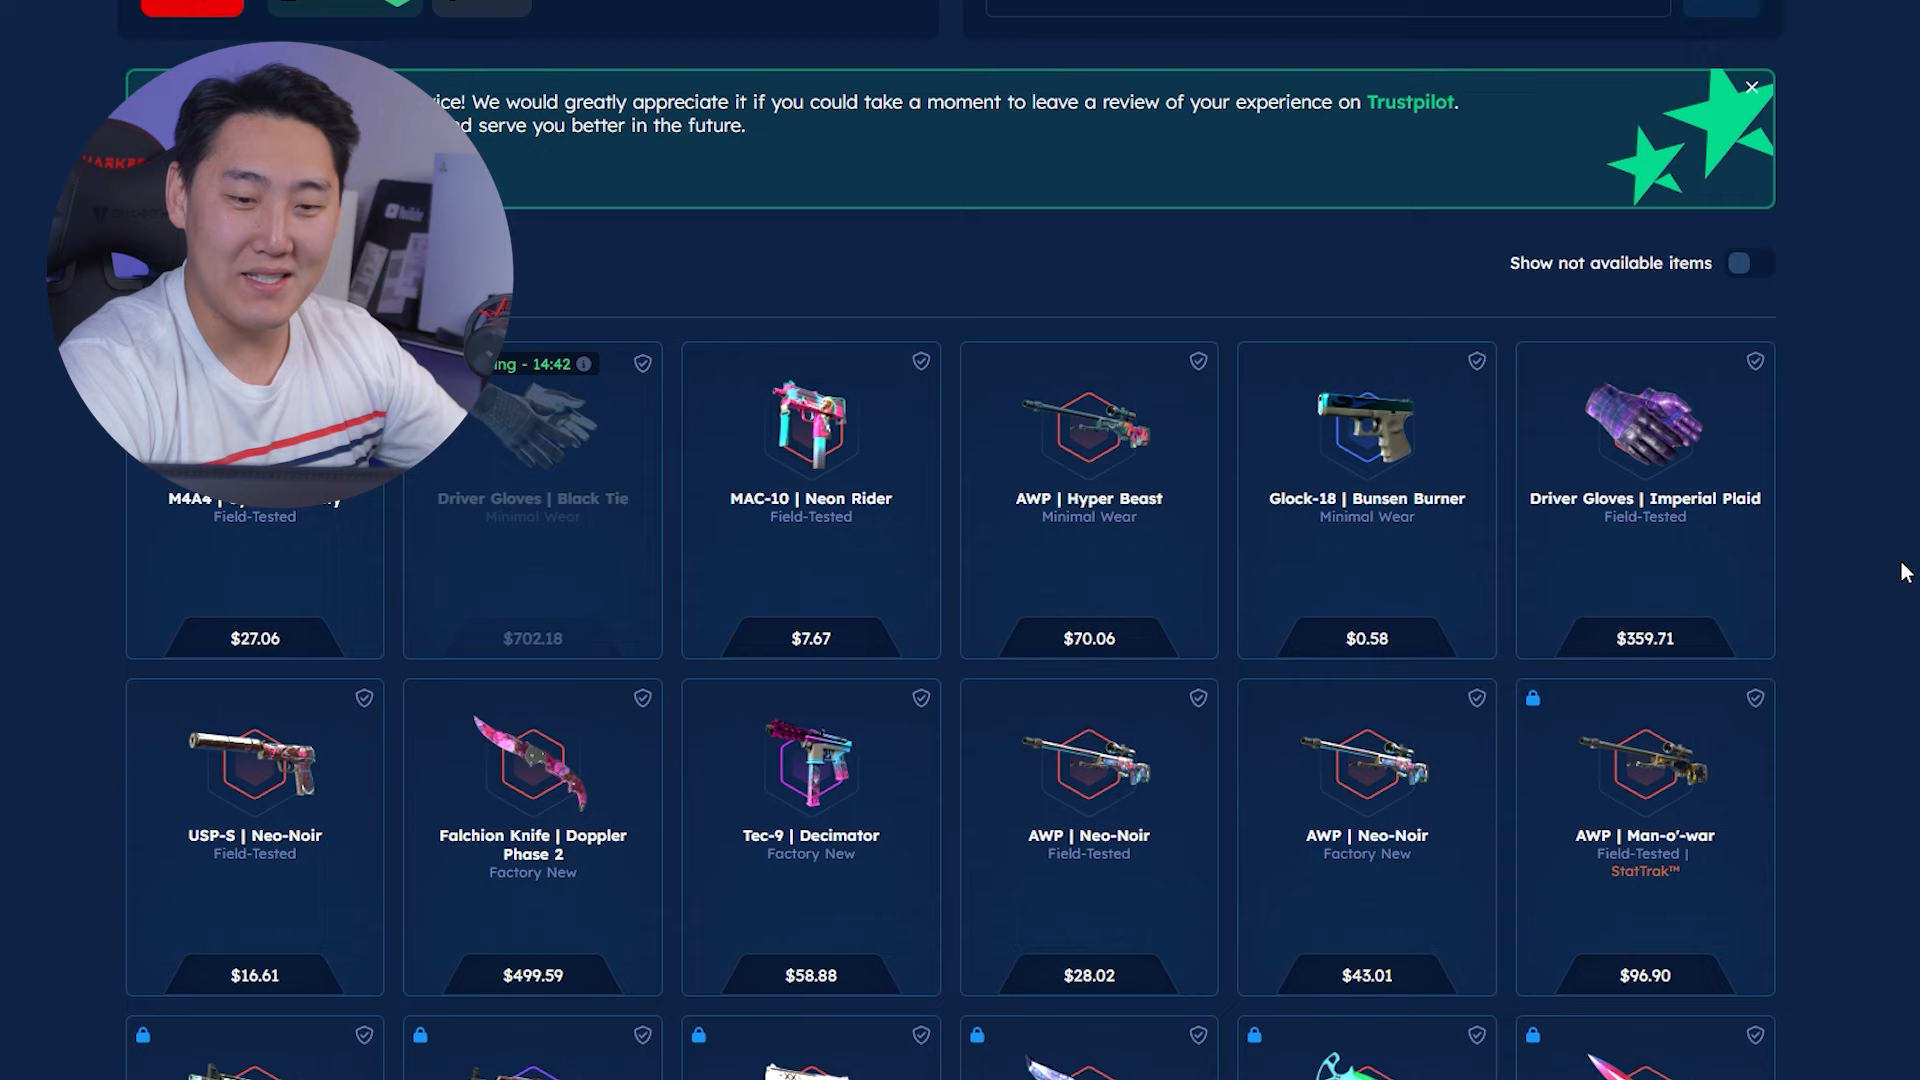 ice! We would greatly appreciate it if you could take a moment to leave a review of your experience on Trustpilot.
nd serve you better in the future.
YouTube
Show not available items
ng - 14:42
M4A4 |
Field-Tested
$27.06
Driver Gloves | Black Tie
Minimal Wear
$702.18
MAC-10 | Neon Rider
Field-Tested
$7.67
AWP | Hyper Beast
Minimal Wear
$70.06
Glock-18 | Bunsen Burner
Minimal Wear
$0.58
Driver Gloves | Imperial Plaid
Field-Tested
$359.71
USP-S | Neo-Noir
Field-Tested
$16.61
Falchion Knife | Doppler
Phase 2
Factory New
$499.59
Tec-9 | Decimator
Factory New
$58.88
AWP | Neo-Noir
Field-Tested
$28.02
AWP | Neo-Noir
Factory New
$43.01
AWP | Man-o'-war
Field-Tested |
StatTrak™
$96.90